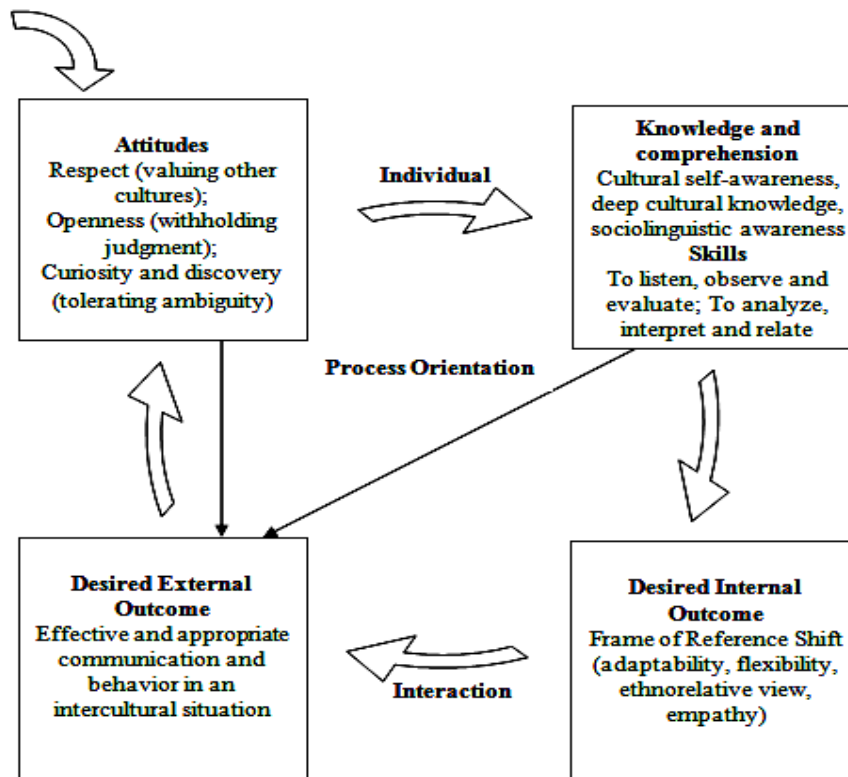 Attitudes
Respect (valuing other
cultures);
Openness (withholding
judgment);
Curiosity and discovery
(tolerating ambiguity)
Individual
Knowledge and
comprehension
Cultural self-awareness,
deep cultural knowledge,
sociolinguistic awareness
Skills
To listen, observe and
evaluate; To analyze,
interpret and relate
Process Orientation
Desired External
Outcome
Effective and appropriate
communication and
behavior in an
intercultural situation
Interaction
Desired Internal
Outcome
Frame of Reference Shift
(adaptability, flexibility,
ethnorelative view,
empathy)